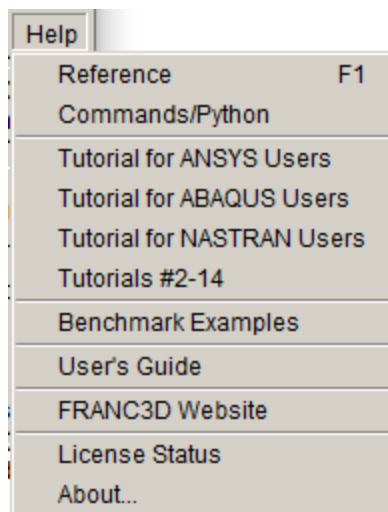 Help
Reference F1
Commands/Python
Tutorial for ANSYS Users
Tutorial for ABAQUS Users
Tutorial for NASTRAN Users
Tutorials #2-14
Benchmark Examples
User's Guide
FRANC3D Website
License Status
About...